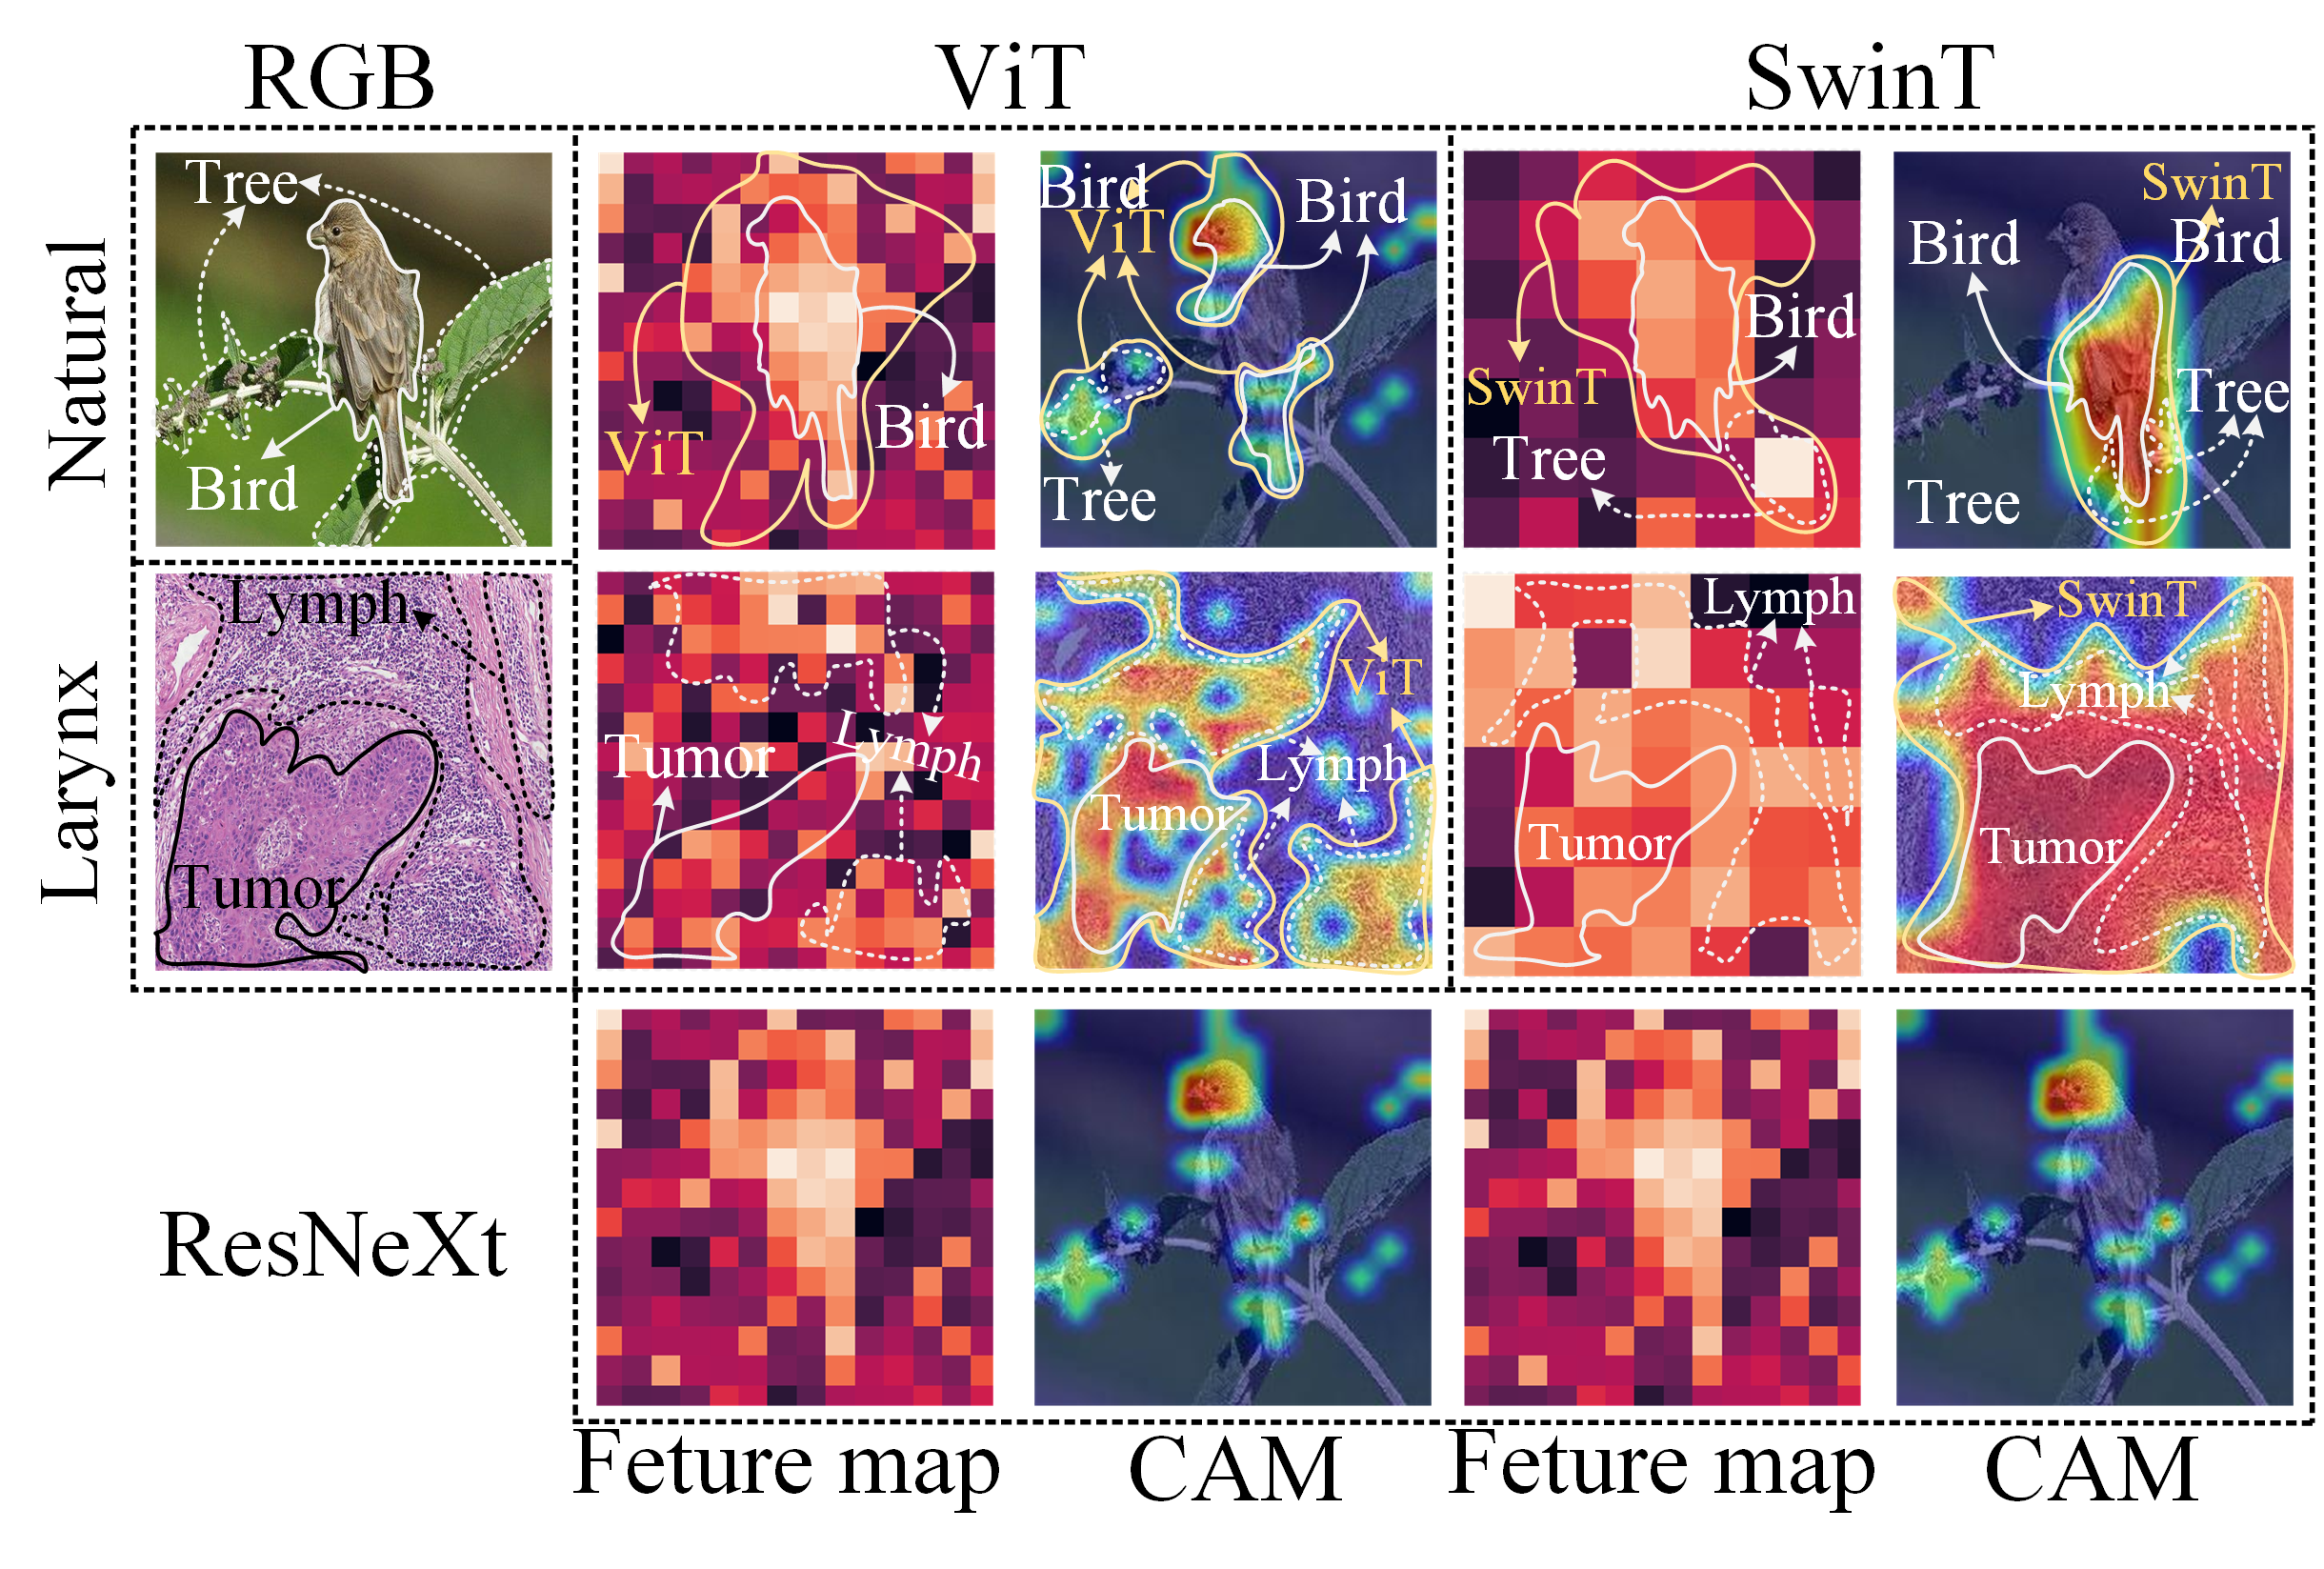 RGB
ViT
SwinT
Natural
Tree
Bird
ViT
Bird
Bird
ViT
Bird
Tree
SwinT
Bird
Tree
SwinT
Bird
Bird
Tree
Tree
Larynx
Lymph
Tumor
Tumor
Lymph
ViT
Lymph
Tumor
Lymph
Tumor
SwinT
Lymph
Tumor
ResNeXt
Feture map
CAM
Feture map
CAM